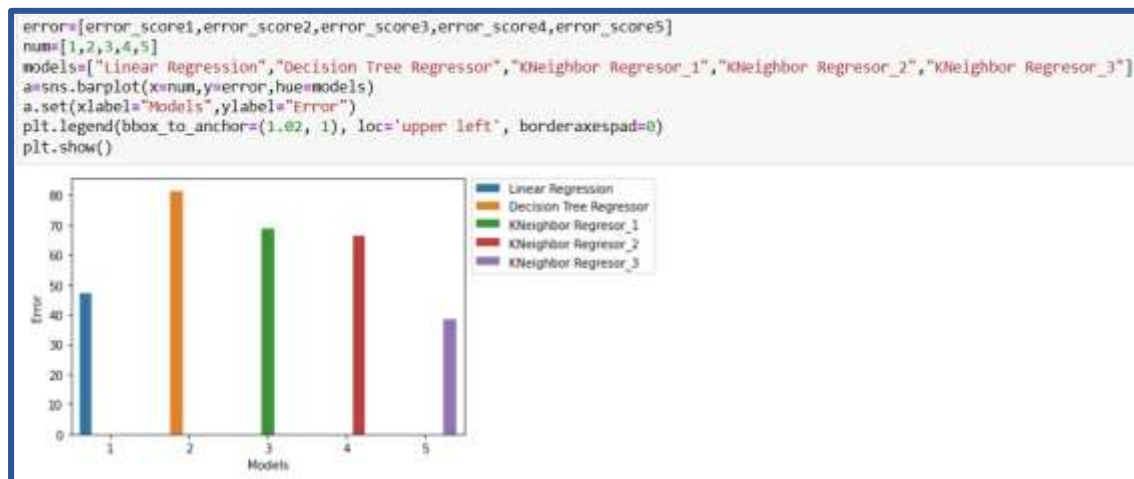 error=[error_score1,error_score2,error_score3,error_score4,error_score5]
num=[1,2,3,4,5]
models=["Linear Regression","Decision Tree Regressor","KNeighbor Regresor_1","KNeighbor Regresor_2","KNeighbor Regresor_3"]
a=sns.barplot(x=num,y=error,hue=models)
a.set(xlabel="Models",ylabel="Error")
plt.legend(bbox_to_anchor=(1.02, 1), loc='upper left', borderaxespad=0)
plt.show()
80
70
60
50
40
30
20
10
0
Error
1 2 3 4 5
Models
Linear Regression
Decision Tree Regressor
KNeighbor Regresor_1
KNeighbor Regresor_2
KNeighbor Regresor_3